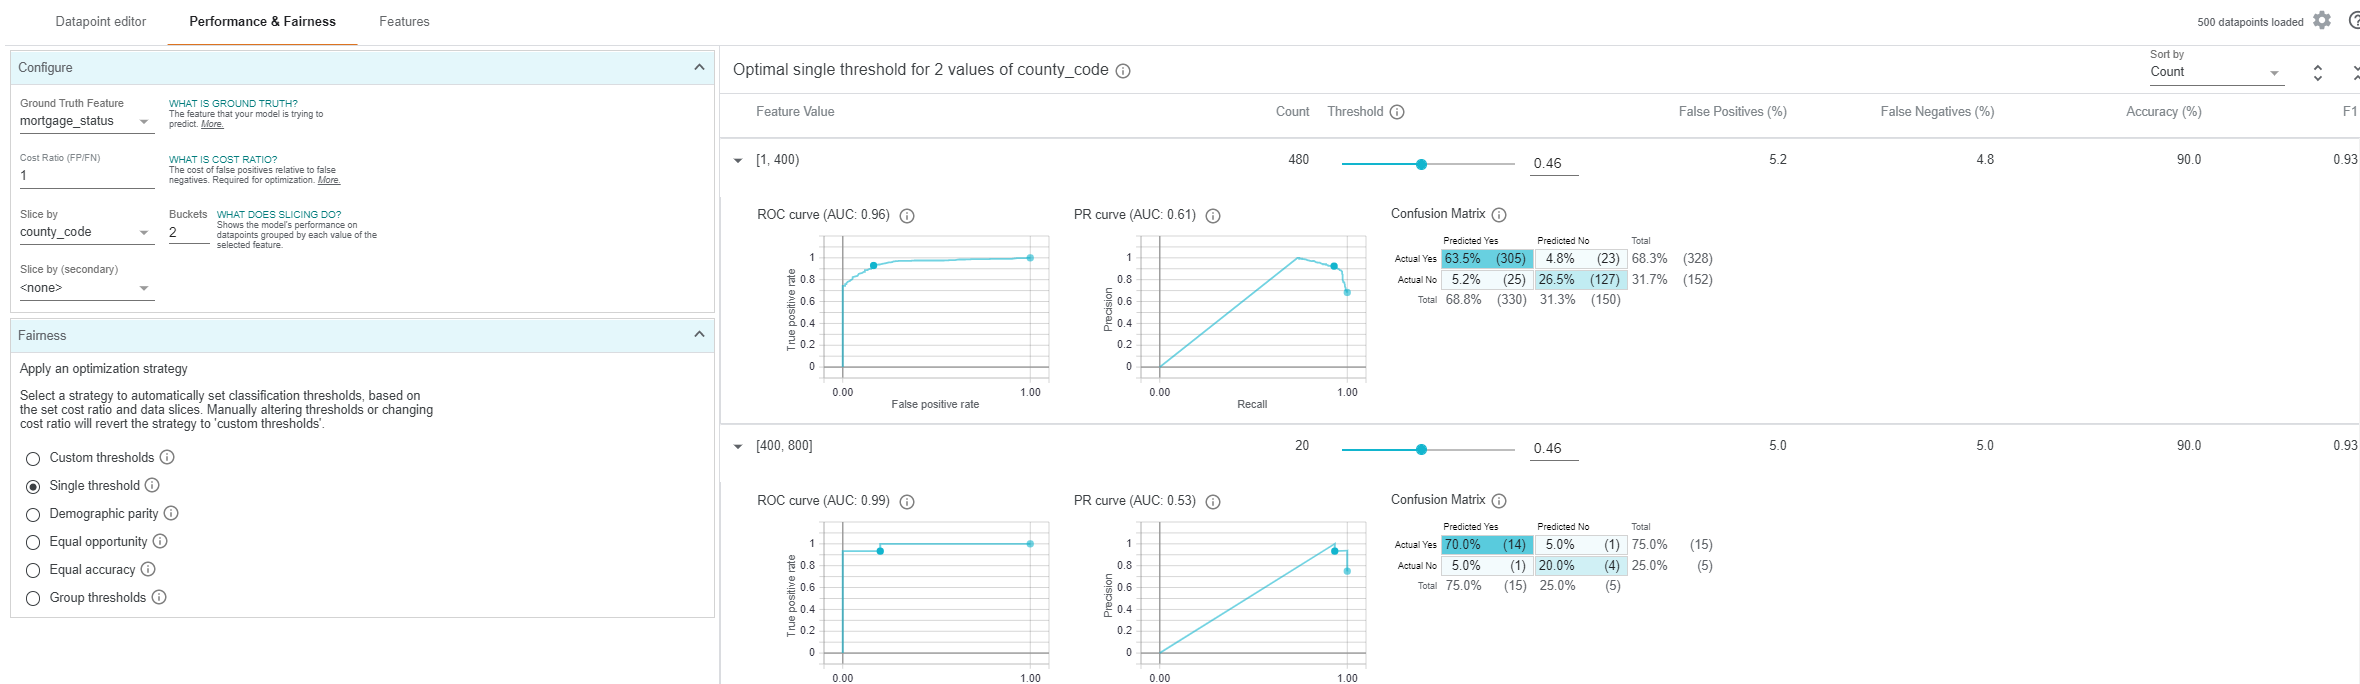 Datapoint editor
Performance & Fairness
Features
500 datapoints loaded
Configure
Ground Truth Feature
mortgage_status
WHAT IS GROUND TRUTH?
The feature that your model is trying to
predict. More.
Cost Ratio (FP/FN)
1
WHAT IS COST RATIO?
The cost of false positives relative to false
negatives. Required for optimization. More.
Slice by
county_code
Buckets
2
WHAT DOES SLICING DO?
Shows the model's performance on
datapoints grouped by each value of the
selected feature.
Slice by (secondary)
<none>
Fairness
Apply an optimization strategy
Select a strategy to automatically set classification thresholds, based on
the set cost ratio and data slices. Manually altering thresholds or changing
cost ratio will revert the strategy to 'custom thresholds'.
Custom thresholds
Single threshold
Demographic parity
Equal opportunity
Equal accuracy
Group thresholds
Optimal single threshold for 2 values of county_code
Sort by
Count
Feature Value Count Threshold False Positives (%) False Negatives (%) Accuracy (%) F1
[1, 400) 480 0.46 5.2 4.8 90.0 0.93
ROC curve (AUC: 0.96)
True positive rate
1
0.8
0.6
0.4
0.2
0
0.00 1.00
False positive rate
PR curve (AUC: 0.61)
Precision
1
0.8
0.6
0.4
0.2
0
0.00 1.00
Recall
Confusion Matrix
Predicted Yes Predicted No Total
Actual Yes 63.5% (305) 4.8% (23) 68.3% (328)
Actual No 5.2% (25) 26.5% (127) 31.7% (152)
Total 68.8% (330) 31.3% (150)
[400, 800] 20 0.46 5.0 5.0 90.0 0.93
ROC curve (AUC: 0.99)
True positive rate
1
0.8
0.6
0.4
0.2
0
0.00 1.00
PR curve (AUC: 0.53)
Precision
1
0.8
0.6
0.4
0.2
0
0.00 1.00
Confusion Matrix
Predicted Yes Predicted No Total
Actual Yes 70.0% (14) 5.0% (1) 75.0% (15)
Actual No 5.0% (1) 20.0% (4) 25.0% (5)
Total 75.0% (15) 25.0% (5)